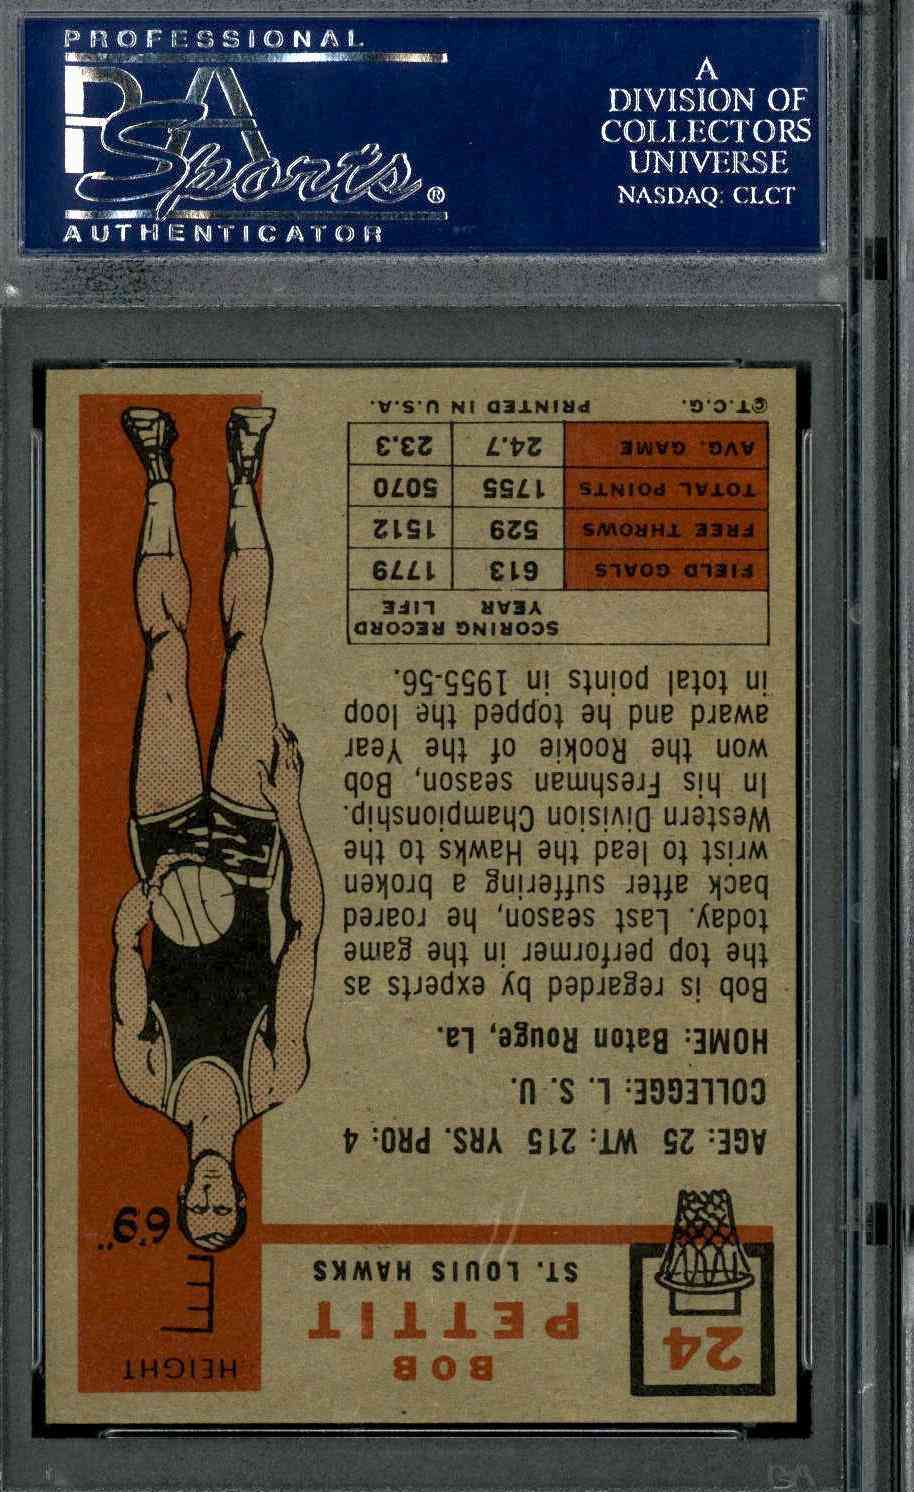 PROFESSIONAL
PSA
Sports®
AUTHENTICATOR
A
DIVISION OF
COLLECTORS
UNIVERSE
NASDAQ: CLCT
24
BOB
PETTIT
ST. LOUIS HAWKS
HEIGHT
6'9"
AGE: 25 WT: 215 YRS. PRO: 4
COLLEGGE: L. S. U.
HOME: Baton Rouge, La.
Bob is regarded by experts as
the top performer in the game
today. Last season, he roared
back after suffering a broken
wrist to lead the Hawks to the
Western Division Championship.
In his Freshman season, Bob
won the Rookie of the Year
award and he topped the loop
in total points in 1955-56.
SCORING RECORD
YEAR LIFE
FIELD GOALS 613 1779
FREE THROWS 529 1512
TOTAL POINTS 1755 5070
AVG. GAME 24.7 23.3
©T.C.G. PRINTED IN U.S.A.